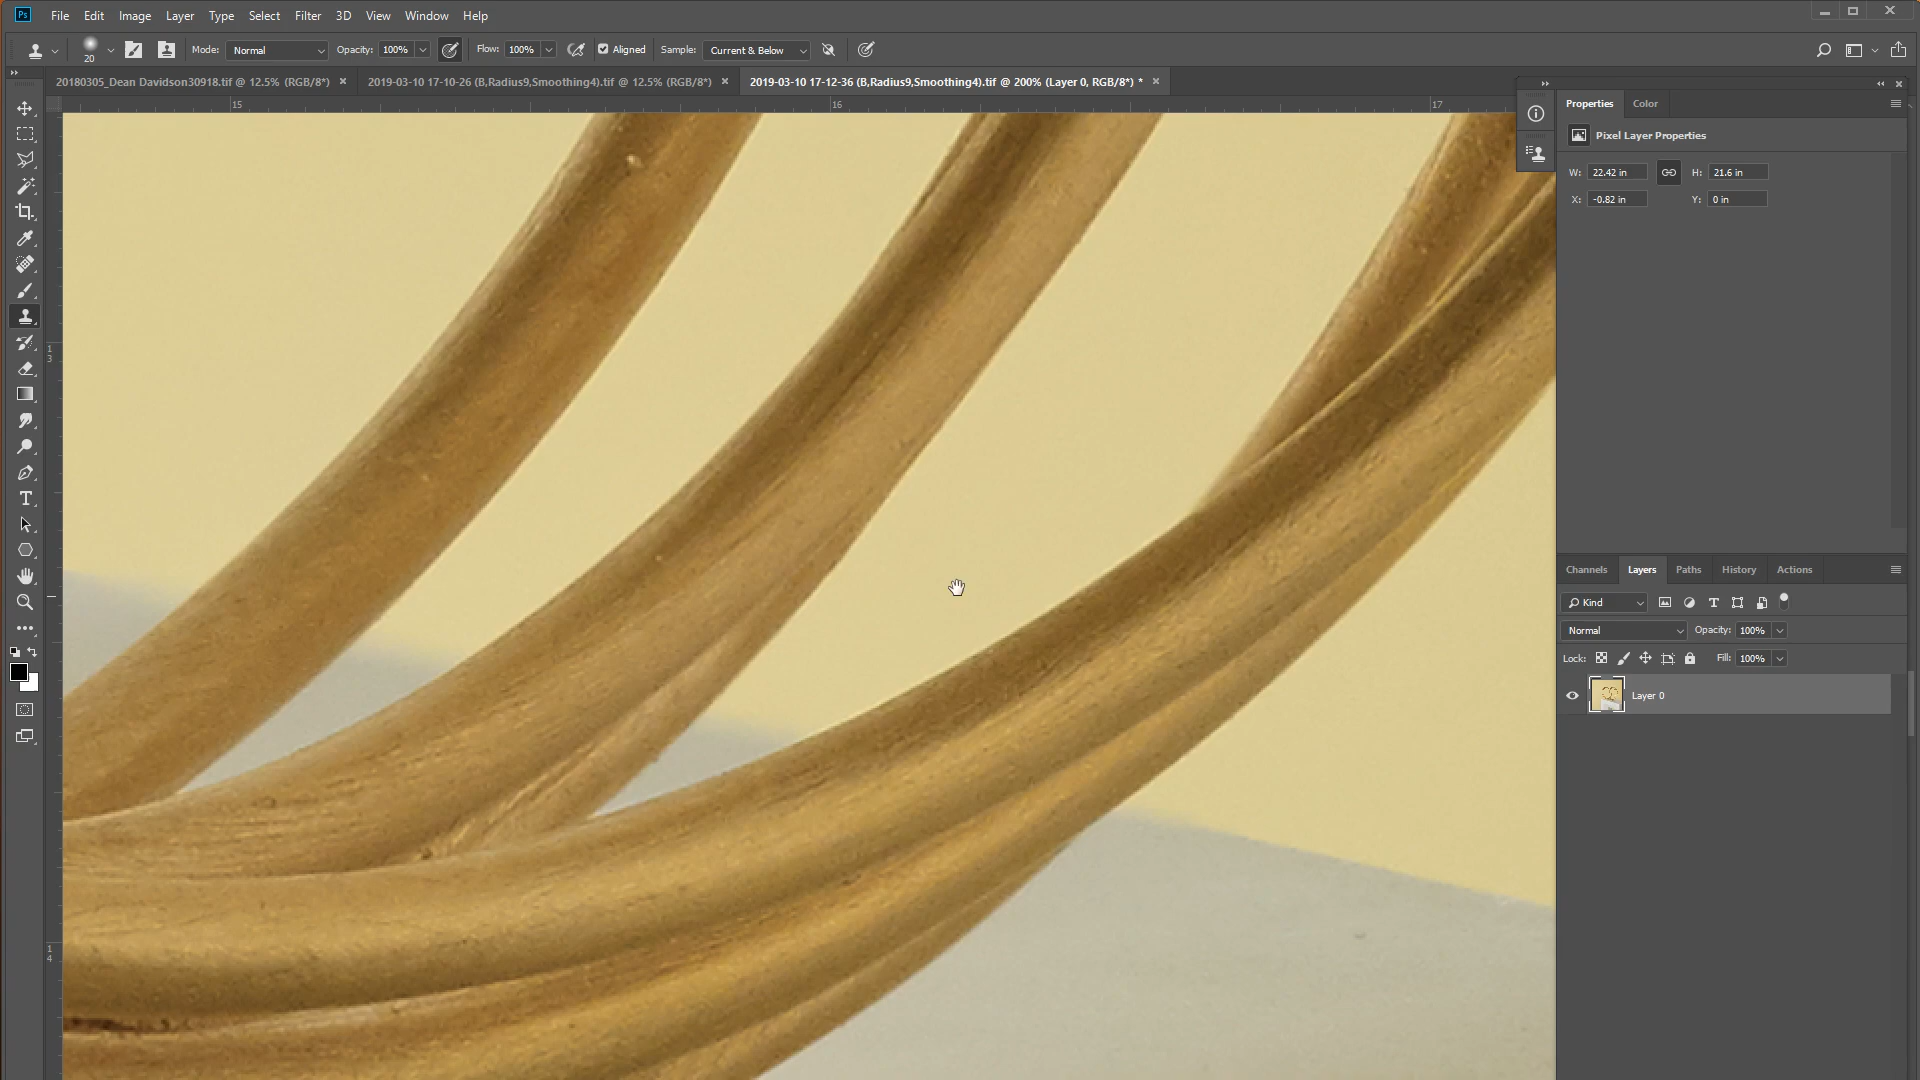 Ps File Edit Image Layer Type Select Filter 3D View Window Help
20 Mode: Normal Opacity: 100% Flow: 100% Aligned Sample: Current & Below
20180305_Dean Davidson30918.tif @ 12.5% (RGB/8*) 2019-03-10 17-10-26 (B,Radius9,Smoothing4).tif @ 12.5% (RGB/8*) 2019-03-10 17-12-36 (B,Radius9,Smoothing4).tif @ 200% (Layer 0, RGB/8*) *
15 16 17
Properties Color
Pixel Layer Properties
W: 22.42 in H: 21.6 in
X: -0.82 in Y: 0 in
13
14
Channels Layers Paths History Actions
Kind
Normal Opacity: 100%
Lock: Fill: 100%
Layer 0